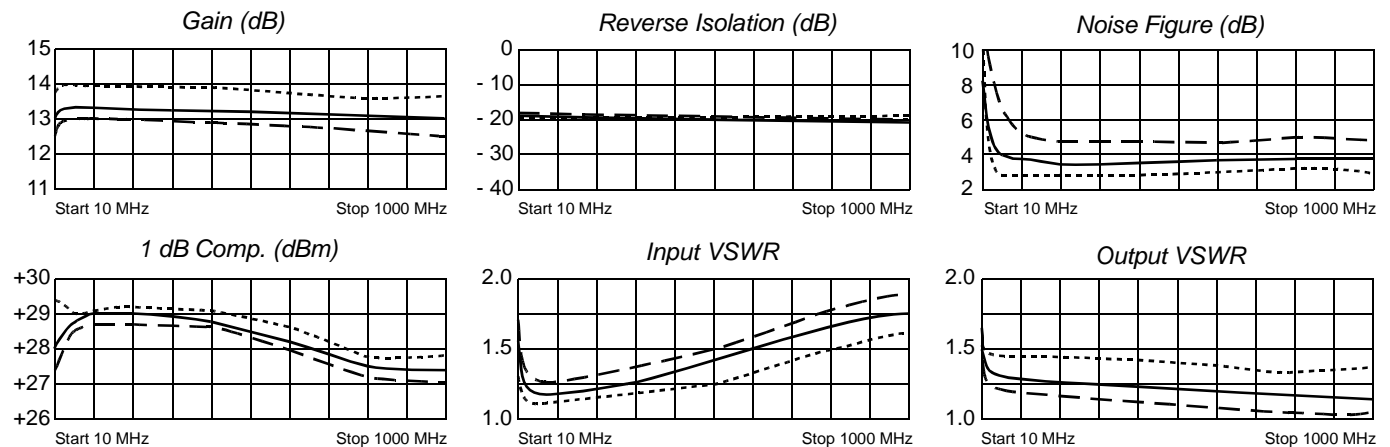 Gain (dB)
15
14
13
12
11
Start 10 MHz
Stop 1000 MHz
Reverse Isolation (dB)
0
- 10
- 20
- 30
- 40
Start 10 MHz
Stop 1000 MHz
Noise Figure (dB)
10
8
6
4
2
Start 10 MHz
Stop 1000 MHz
1 dB Comp. (dBm)
+30
+29
+28
+27
+26
Start 10 MHz
Stop 1000 MHz
Input VSWR
2.0
1.5
1.0
Start 10 MHz
Stop 1000 MHz
Output VSWR
2.0
1.5
1.0
Start 10 MHz
Stop 1000 MHz